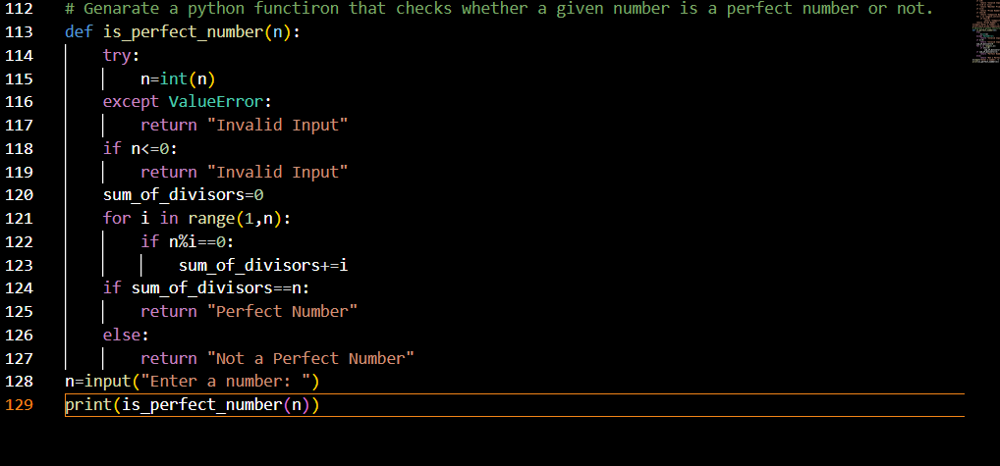 112 # Genarate a python functiron that checks whether a given number is a perfect number or not.
113 def is_perfect_number(n):
114     try:
115         n=int(n)
116     except ValueError:
117         return "Invalid Input"
118     if n<=0:
119         return "Invalid Input"
120     sum_of_divisors=0
121     for i in range(1,n):
122         if n%i==0:
123             sum_of_divisors+=i
124     if sum_of_divisors==n:
125         return "Perfect Number"
126     else:
127         return "Not a Perfect Number"
128 n=input("Enter a number: ")
129 print(is_perfect_number(n))